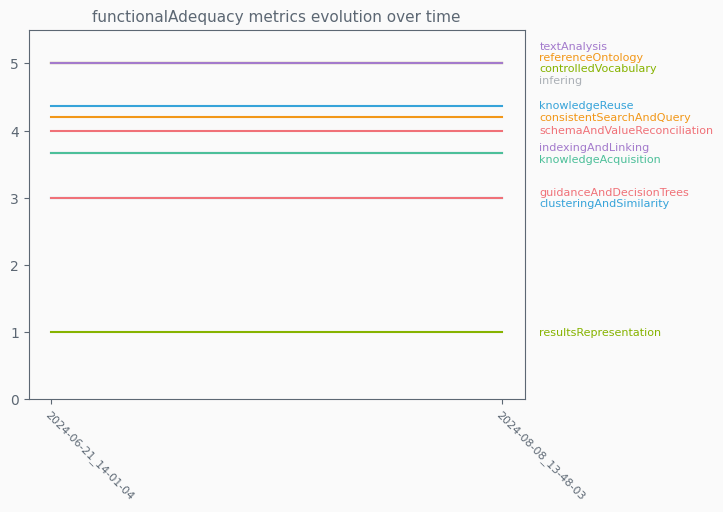 functionalAdequacy metrics evolution over time
5
4
3
2
1
0
textAnalysis
referenceOntology
controlledVocabulary
infering
knowledgeReuse
consistentSearchAndQuery
schemaAndValueReconciliation
indexingAndLinking
knowledgeAcquisition
guidanceAndDecisionTrees
clusteringAndSimilarity
resultsRepresentation
2024-06-21_14-01-04
2024-08-08_13-48-03